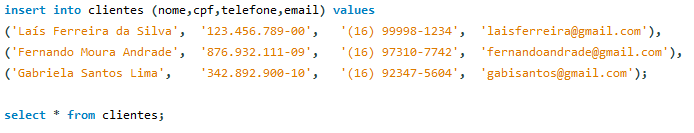 insert into clientes (nome,cpf,telefone,email) values
('Laís Ferreira da Silva', '123.456.789-00', '(16) 99998-1234', 'laisferreira@gmail.com'),
('Fernando Moura Andrade', '876.932.111-09', '(16) 97310-7742', 'fernandoandrade@gmail.com'),
('Gabriela Santos Lima', '342.892.900-10', '(16) 92347-5604', 'gabisantos@gmail.com');
select * from clientes;